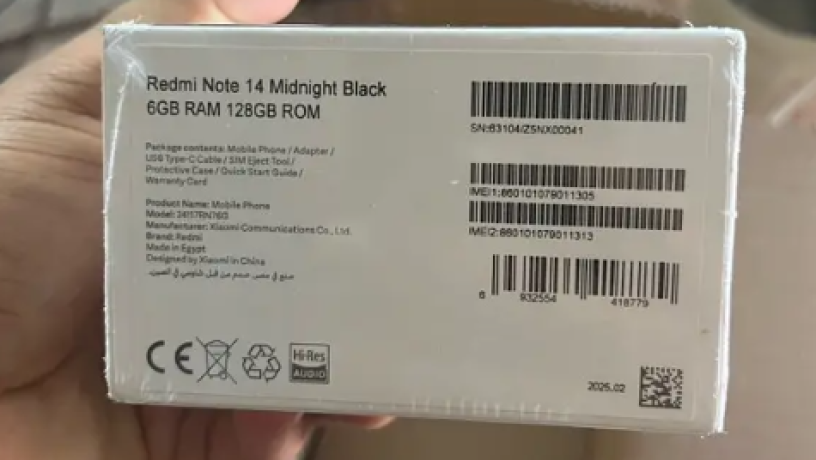 Redmi Note 14 Midnight Black
6GB RAM 128GB ROM
Package contents: Mobile Phone / Adapter /
USB Type-C Cable / SIM Eject Tool /
Protective Case / Quick Start Guide /
Warranty Card
Product Name: Mobile Phone
Model: 24117RN76G
Manufacturer: Xiaomi Communications Co., Ltd.
Brand: Redmi
Made in Egypt
Designed by Xiaomi in China
صنع في مصر، صمم من قبل شاومي في الصين.
CE
Hi-Res
AUDIO
SN:63104/Z5NX00041
IMEI1:860101079011305
IMEI2:860101079011313
6 932554 418779
2025.02